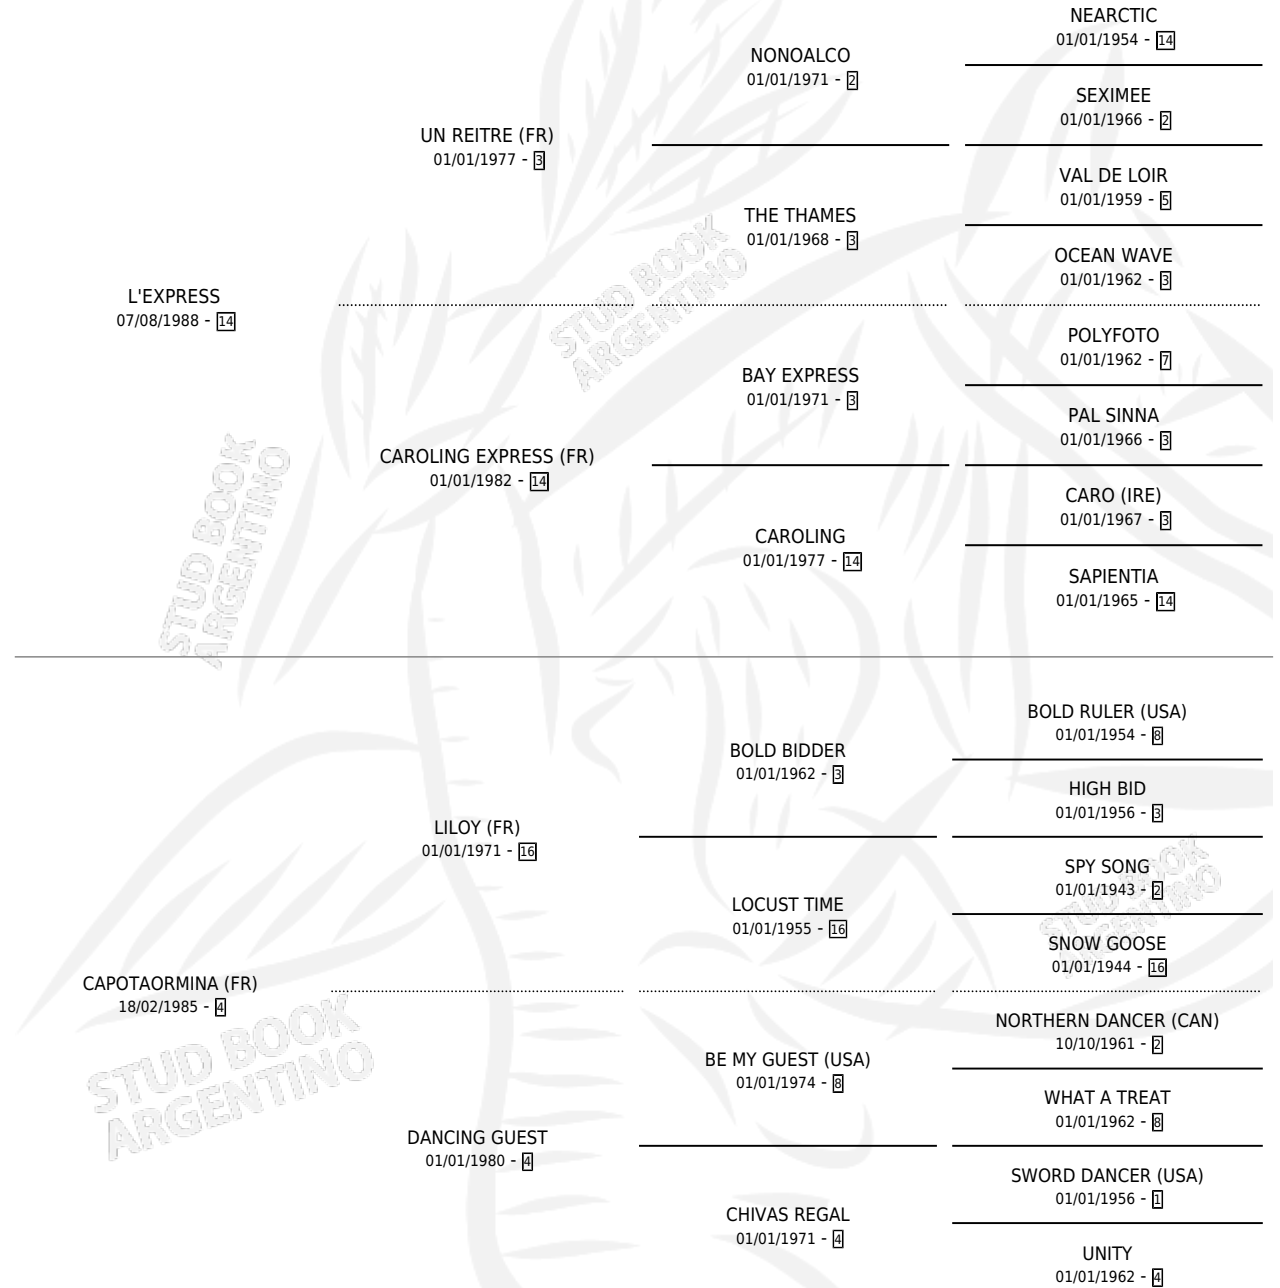 NEARCTIC
01/01/1954 - 14
NONOALCO
01/01/1971 - 2
SEXIMEE
01/01/1966 - 2
UN REITRE (FR)
01/01/1977 - 3
VAL DE LOIR
01/01/1959 - 5
THE THAMES
01/01/1968 - 3
OCEAN WAVE
01/01/1962 - 3
L'EXPRESS
07/08/1988 - 14
POLYFOTO
01/01/1962 - 7
BAY EXPRESS
01/01/1971 - 3
PAL SINNA
01/01/1966 - 3
CAROLING EXPRESS (FR)
01/01/1982 - 14
CARO (IRE)
01/01/1967 - 3
CAROLING
01/01/1977 - 14
SAPIENTIA
01/01/1965 - 14
BOLD RULER (USA)
01/01/1954 - 8
BOLD BIDDER
01/01/1962 - 3
HIGH BID
01/01/1956 - 3
LILOY (FR)
01/01/1971 - 16
SPY SONG
01/01/1943 - 2
LOCUST TIME
01/01/1955 - 16
SNOW GOOSE
01/01/1944 - 16
CAPOTAORMINA (FR)
18/02/1985 - 4
NORTHERN DANCER (CAN)
10/10/1961 - 2
BE MY GUEST (USA)
01/01/1974 - 8
WHAT A TREAT
01/01/1962 - 8
DANCING GUEST
01/01/1980 - 4
SWORD DANCER (USA)
01/01/1956 - 1
CHIVAS REGAL
01/01/1971 - 4
UNITY
01/01/1962 - 4
STUD BOOK
ARGENTINO
STUD BOOK
ARGENTINO
STUD BOOK
ARGENTINO
STUD BOOK
ARGENTINO